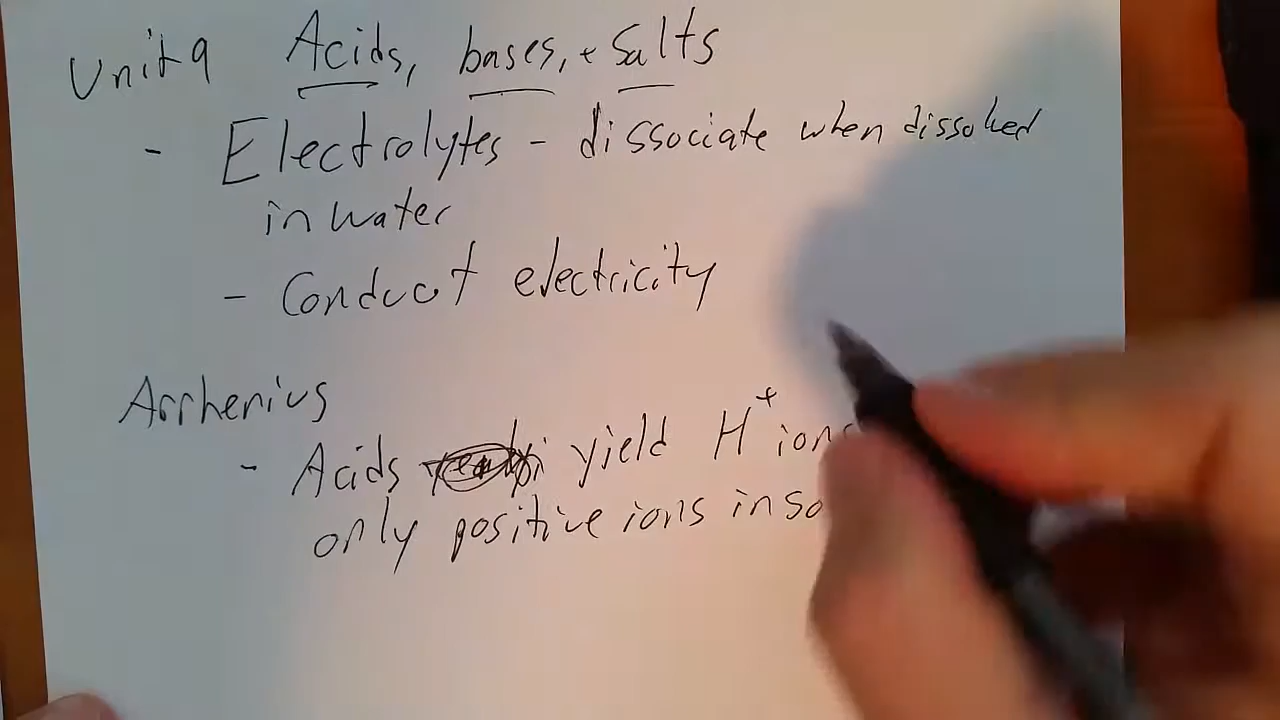 Unit 9 Acids, bases, + Salts
- Electrolytes - dissociate when dissolved
in water
- Conduct electricity
Arrhenius
- Acids yield H+ ions
only positive ions in so